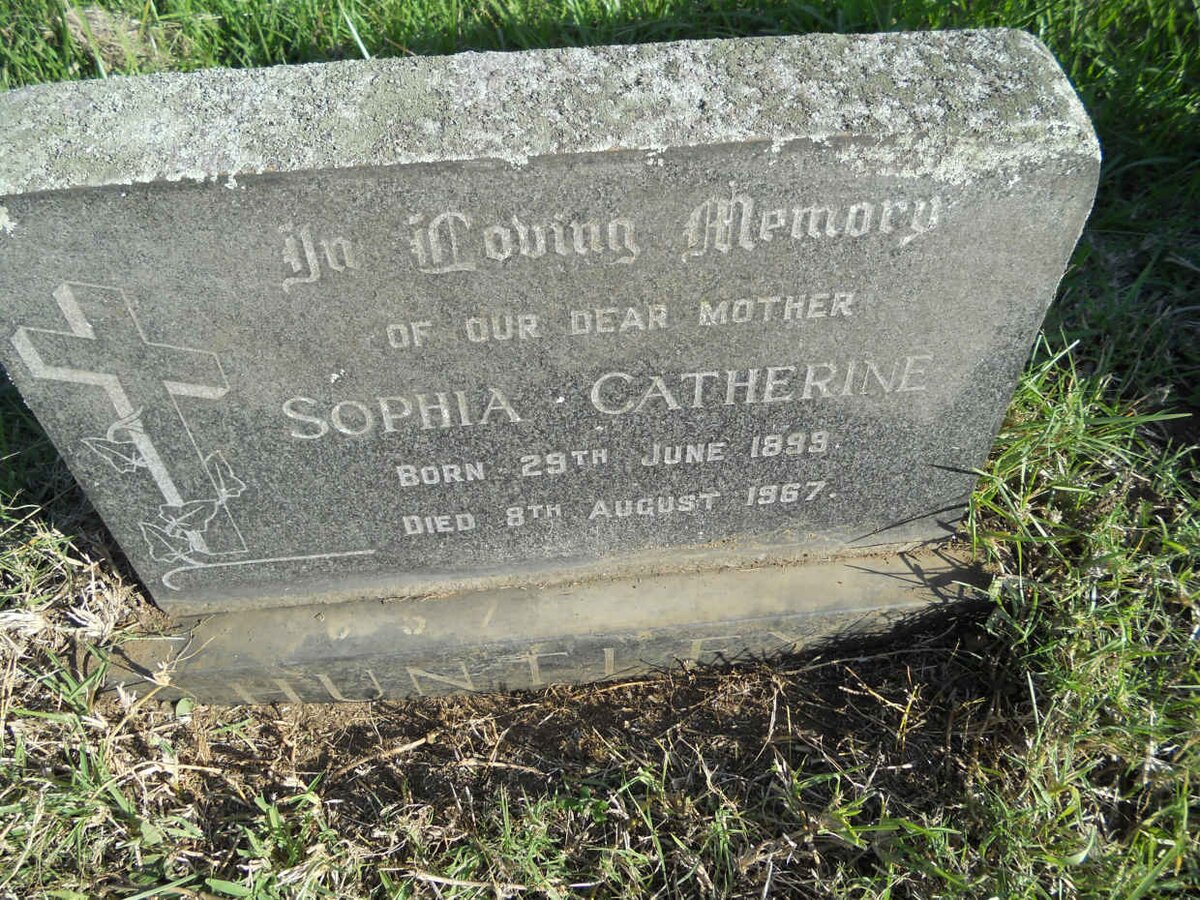 In Loving Memory
OF OUR DEAR MOTHER
SOPHIA CATHERINE
BORN 29TH JUNE 1899.
DIED 8TH AUGUST 1967.
HUNTLEY